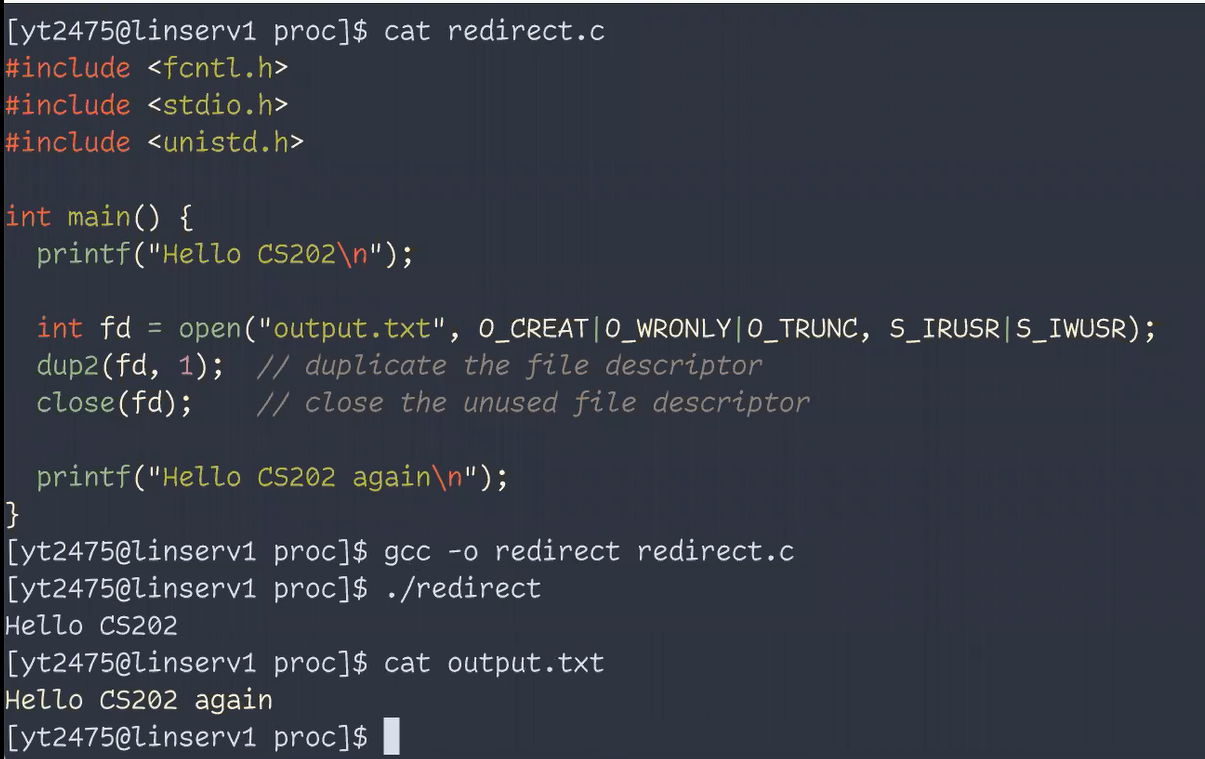 [yt2475@linserv1 proc]$ cat redirect.c
#include <fcntl.h>
#include <stdio.h>
#include <unistd.h>
int main() {
  printf("Hello CS202\n");
  int fd = open("output.txt", O_CREAT|O_WRONLY|O_TRUNC, S_IRUSR|S_IWUSR);
  dup2(fd, 1);  // duplicate the file descriptor
  close(fd);    // close the unused file descriptor
  printf("Hello CS202 again\n");
}
[yt2475@linserv1 proc]$ gcc -o redirect redirect.c
[yt2475@linserv1 proc]$ ./redirect
Hello CS202
[yt2475@linserv1 proc]$ cat output.txt
Hello CS202 again
[yt2475@linserv1 proc]$